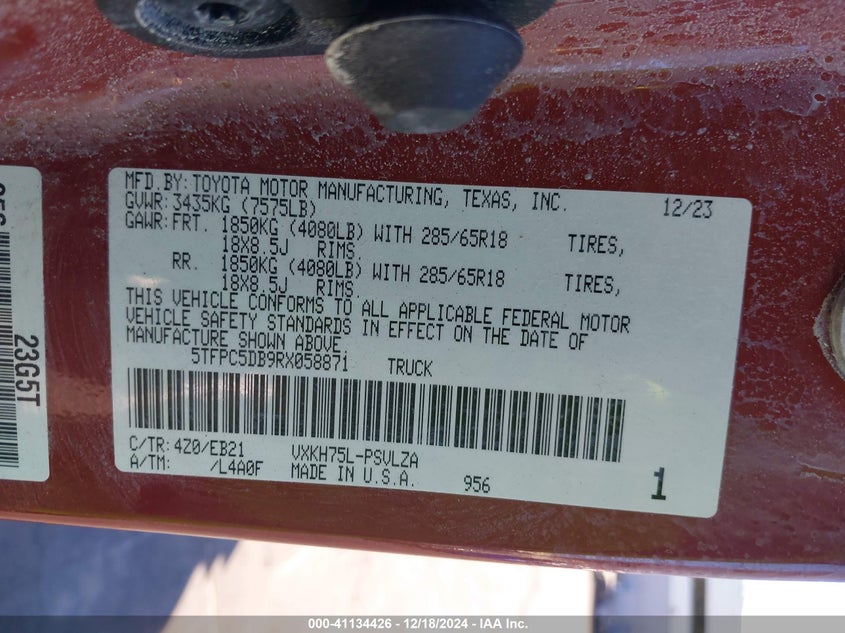 MFD.BY:TOYOTA MOTOR MANUFACTURING, TEXAS, INC. 12/23
GVWR:3435KG (7575LB)
GAWR:FRT. 1850KG (4080LB) WITH 285/65R18 TIRES,
18X8.5J RIMS.
RR. 1850KG (4080LB) WITH 285/65R18 TIRES,
18X8.5J RIMS.
THIS VEHICLE CONFORMS TO ALL APPLICABLE FEDERAL MOTOR
VEHICLE SAFETY STANDARDS IN EFFECT ON THE DATE OF
MANUFACTURE SHOWN ABOVE
5TFPC5DB9RX058871 TRUCK
C/TR:4Z0/EB21 VXKH75L-PSVLZA
A/TM: /L4A0F MADE IN U.S.A. 956 1
23G5T
000-41134426 - 12/18/2024 - IAA Inc.